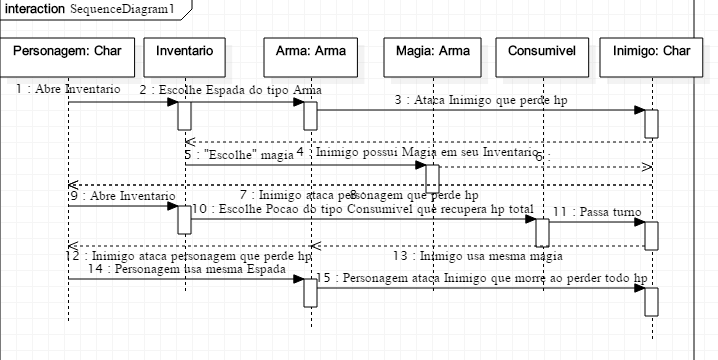 interaction SequenceDiagram1
Personagem: Char
Inventario
Arma: Arma
Magia: Arma
Consumivel
Inimigo: Char
1 : Abre Inventario
2 : Escolhe Espada do tipo Arma
3 : Ataca Inimigo que perde hp
4 : Inimigo possui Magia em seu Inventario
5 : "Escolhe" magia
6 :
7 : Inimigo ataca personagem que perde hp
8 :
9 : Abre Inventario
10 : Escolhe Pocao do tipo Consumivel que recupera hp total
11 : Passa turno
12 : Inimigo ataca personagem que perde hp
13 : Inimigo usa mesma magia
14 : Personagem usa mesma Espada
15 : Personagem ataca Inimigo que morre ao perder todo hp